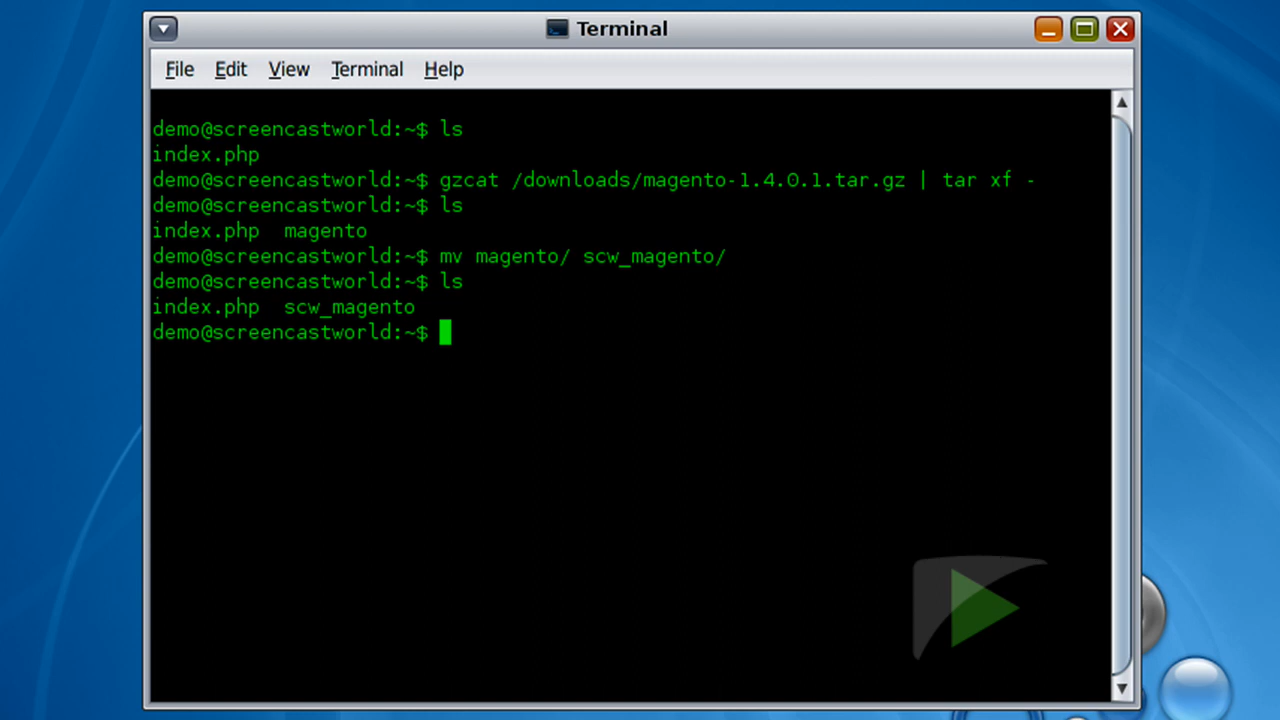 Terminal
File Edit View Terminal Help
demo@screencastworld:~$ ls
index.php
demo@screencastworld:~$ gzcat /downloads/magento-1.4.0.1.tar.gz | tar xf -
demo@screencastworld:~$ ls
index.php  magento
demo@screencastworld:~$ mv magento/ scw_magento/
demo@screencastworld:~$ ls
index.php  scw_magento
demo@screencastworld:~$